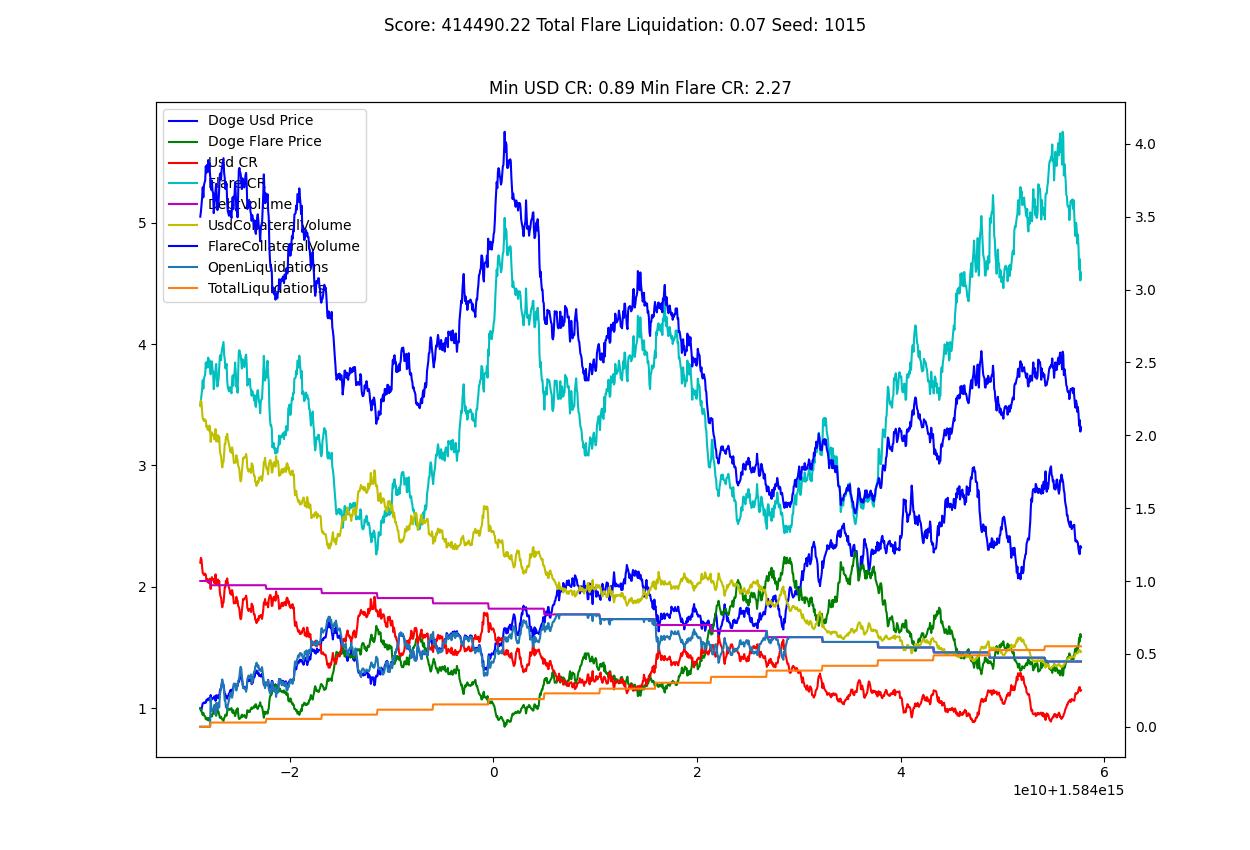 Score: 414490.22 Total Flare Liquidation: 0.07 Seed: 1015
Min USD CR: 0.89 Min Flare CR: 2.27
Doge Usd Price
Doge Flare Price
Usd CR
Flare CR
DebtVolume
UsdCollateralVolume
FlareCollateralVolume
OpenLiquidations
TotalLiquidations
5
4
3
2
1
4.0
3.5
3.0
2.5
2.0
1.5
1.0
0.5
0.0
−2
0
2
4
6
1e10+1.584e15